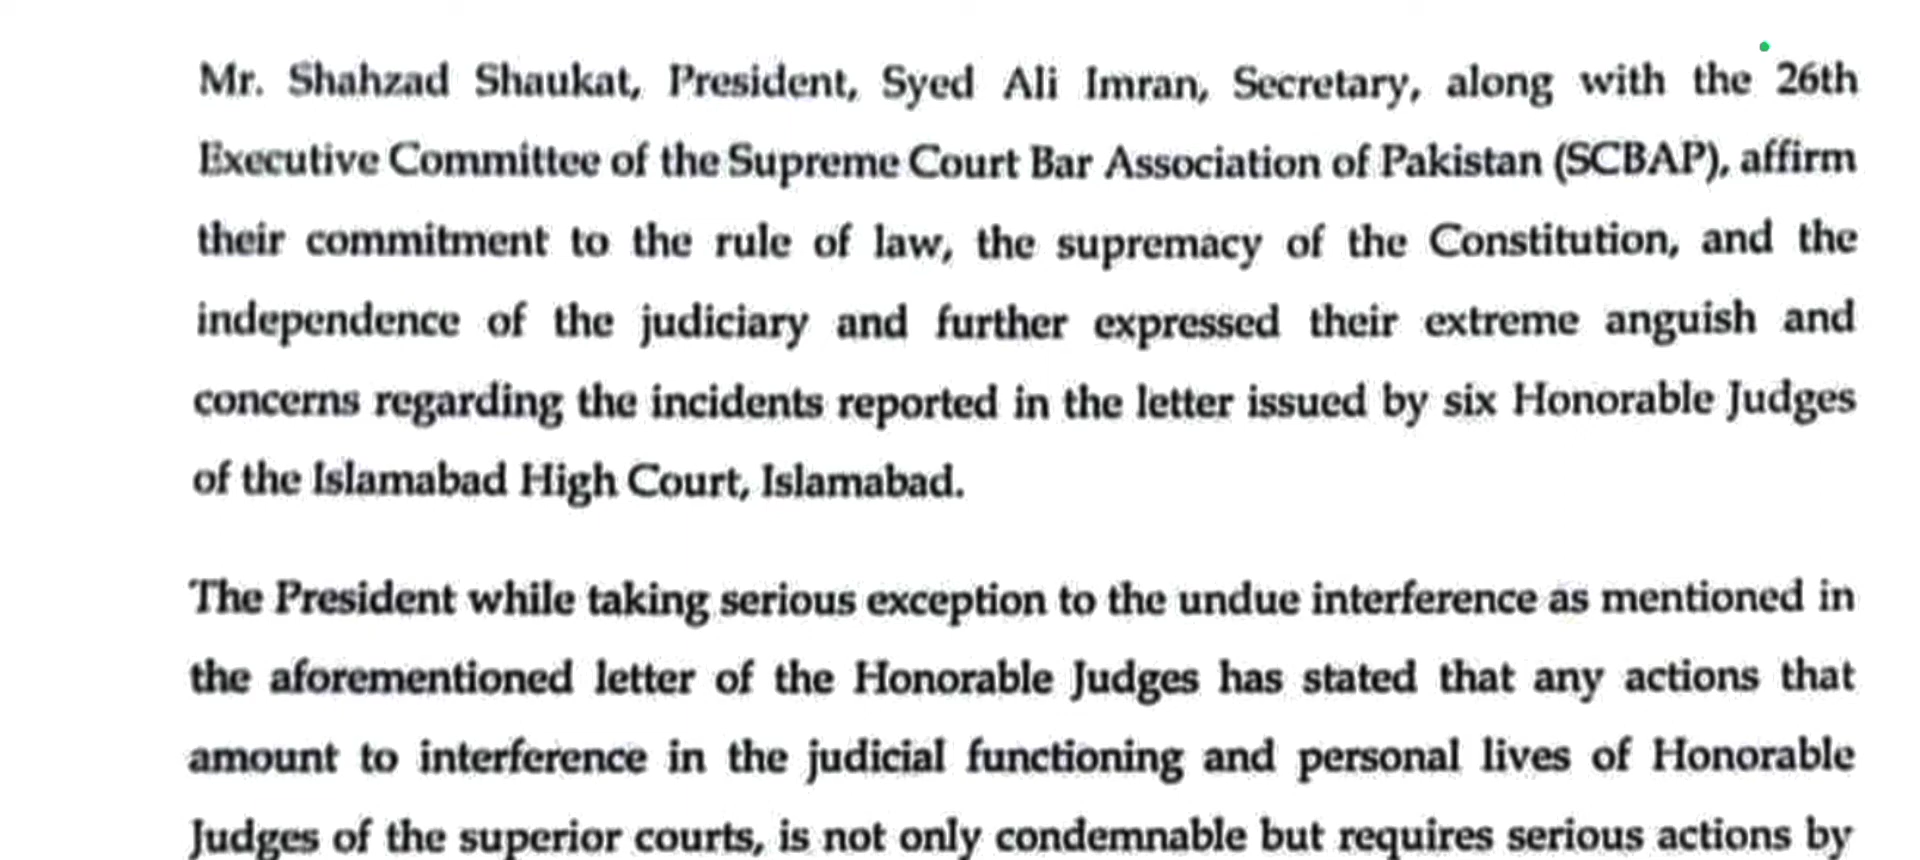 Mr. Shahzad Shaukat, President, Syed Ali Imran, Secretary, along with the 26th
Executive Committee of the Supreme Court Bar Association of Pakistan (SCBAP), affirm
their commitment to the rule of law, the supremacy of the Constitution, and the
independence of the judiciary and further expressed their extreme anguish and
concerns regarding the incidents reported in the letter issued by six Honorable Judges
of the Islamabad High Court, Islamabad.
The President while taking serious exception to the undue interference as mentioned in
the aforementioned letter of the Honorable Judges has stated that any actions that
amount to interference in the judicial functioning and personal lives of Honorable
Judges of the superior courts, is not only condemnable but requires serious actions by